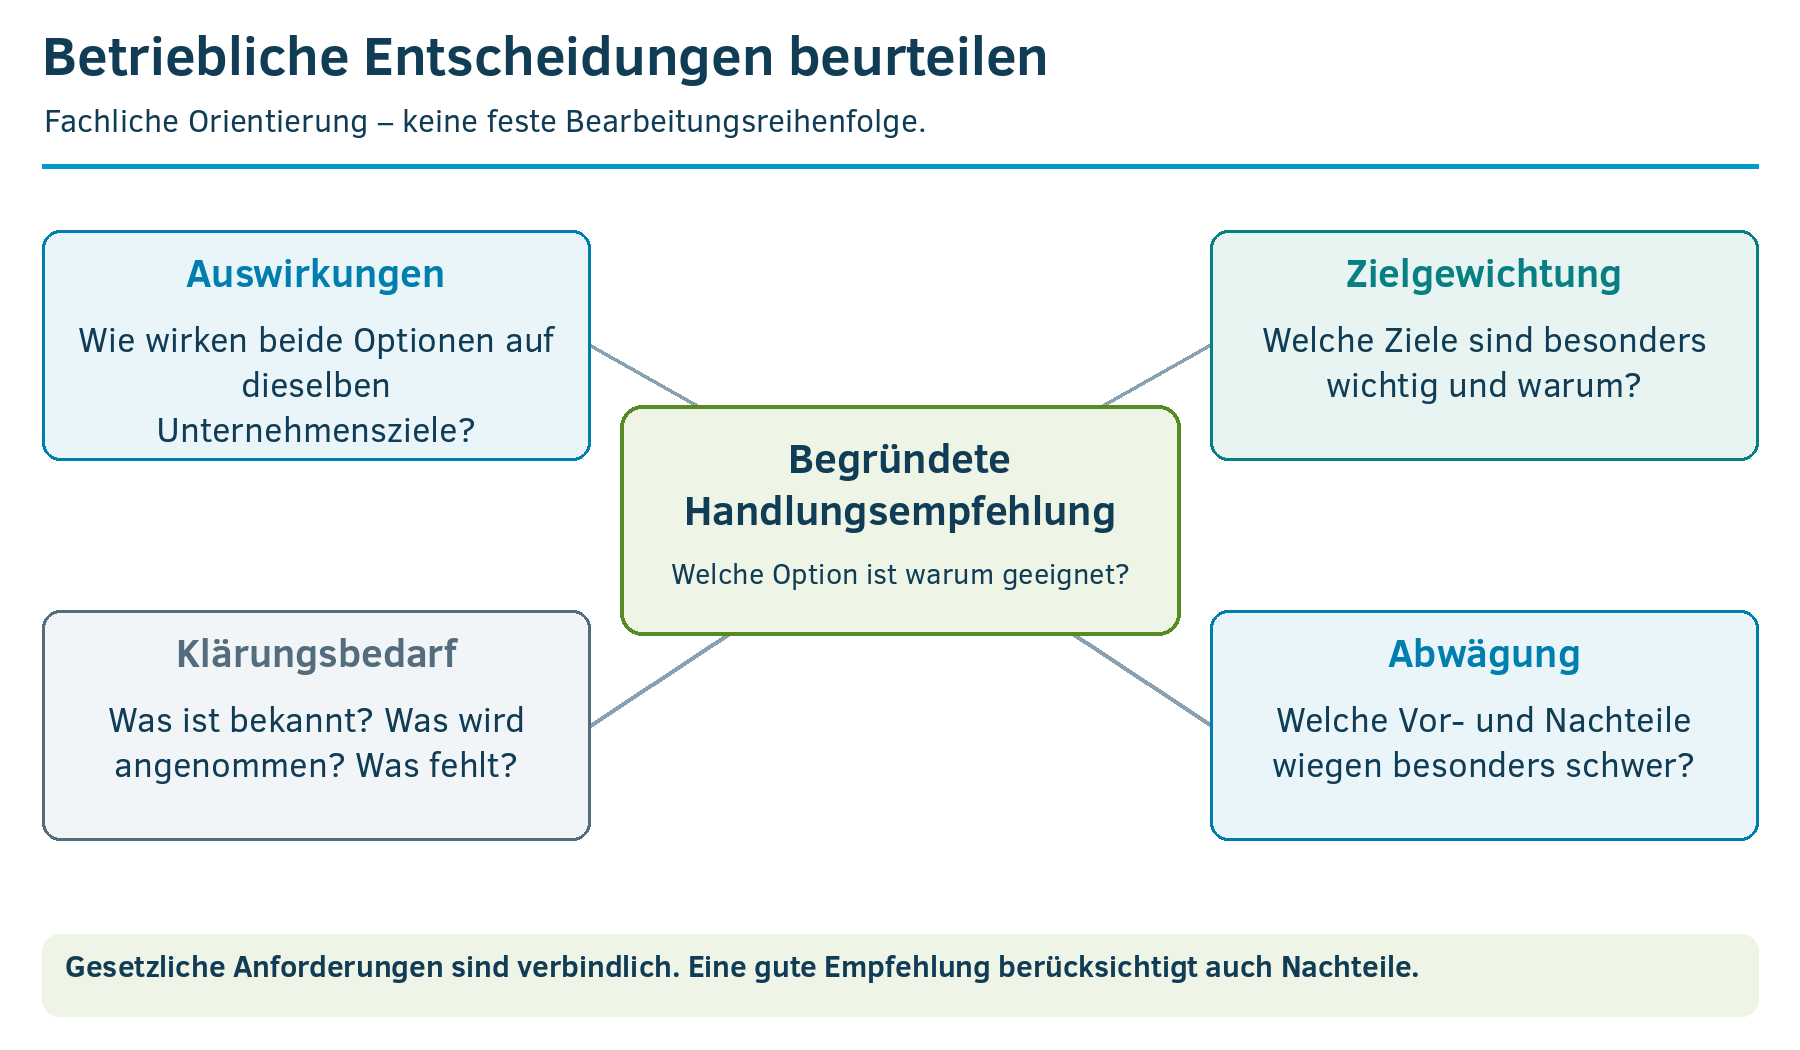 Betriebliche Entscheidungen beurteilen
Fachliche Orientierung – keine feste Bearbeitungsreihenfolge.
Auswirkungen
Wie wirken beide Optionen auf
dieselben
Unternehmensziele?
Zielgewichtung
Welche Ziele sind besonders
wichtig und warum?
Begründete
Handlungsempfehlung
Welche Option ist warum geeignet?
Klärungsbedarf
Was ist bekannt? Was wird
angenommen? Was fehlt?
Abwägung
Welche Vor- und Nachteile
wiegen besonders schwer?
Gesetzliche Anforderungen sind verbindlich. Eine gute Empfehlung berücksichtigt auch Nachteile.